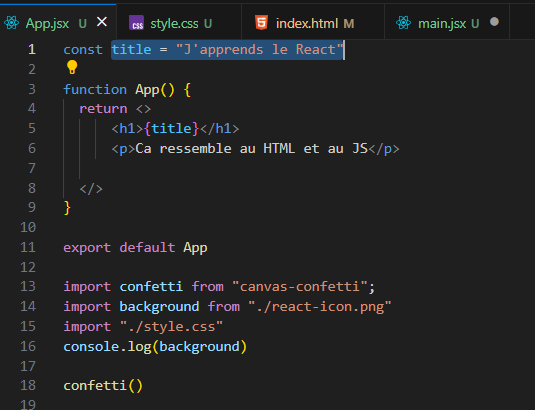 App.jsx U × CSS style.css U 5 index.html M main.jsx U ●
1 const title = "J'apprends le React"
2
3 function App() {
4 return <>
5 <h1>{title}</h1>
6 <p>Ca ressemble au HTML et au JS</p>
7
8 </>
9 }
10
11 export default App
12
13 import confetti from "canvas-confetti";
14 import background from "./react-icon.png"
15 import "./style.css"
16 console.log(background)
17
18 confetti()
19